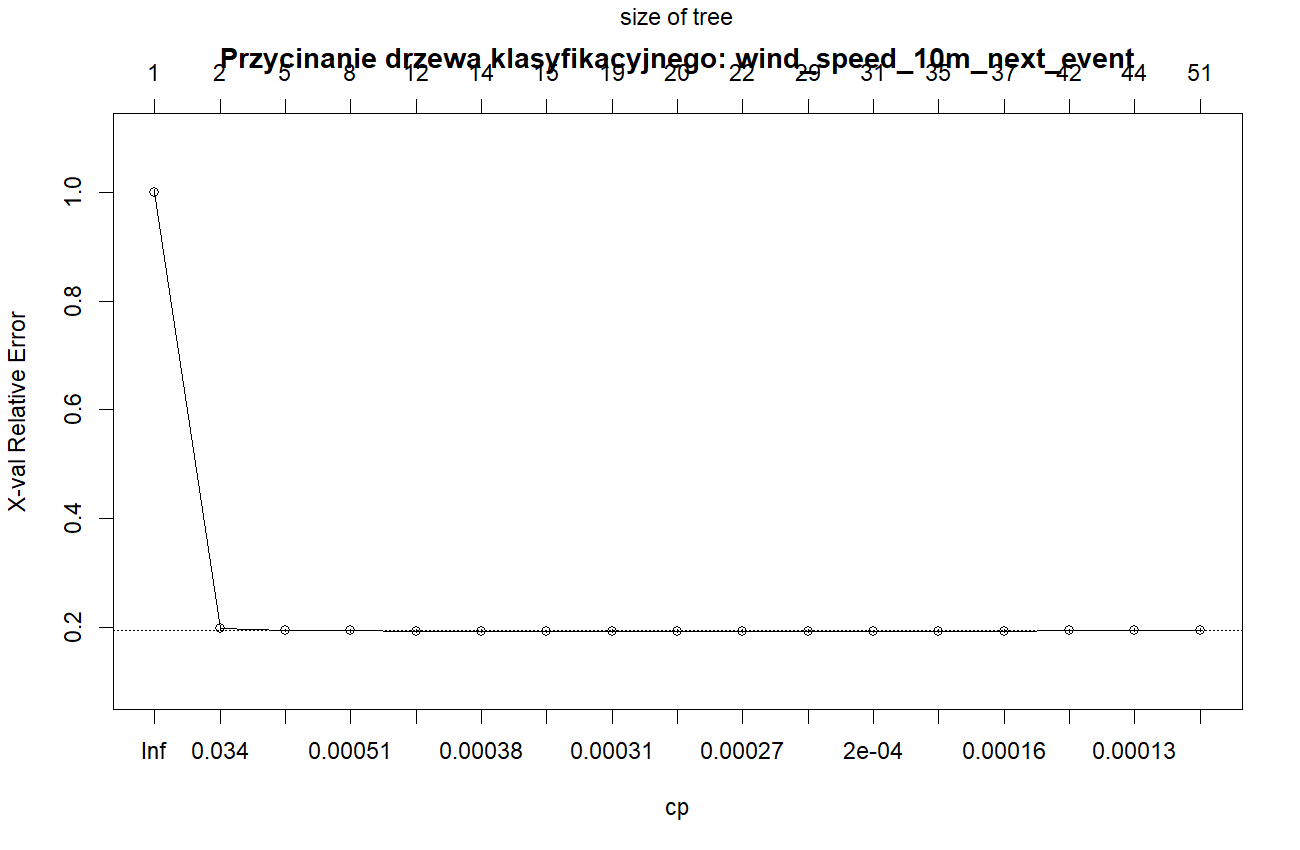 size of tree
Przycinanie drzewa klasyfikacyjnego: wind_speed_10m_next_event
1 2 5 8 12 14 15 19 20 22 29 31 35 37 42 44 51
1.0
0.8
0.6
0.4
0.2
X-val Relative Error
Inf 0.034 0.00051 0.00038 0.00031 0.00027 2e-04 0.00016 0.00013
cp